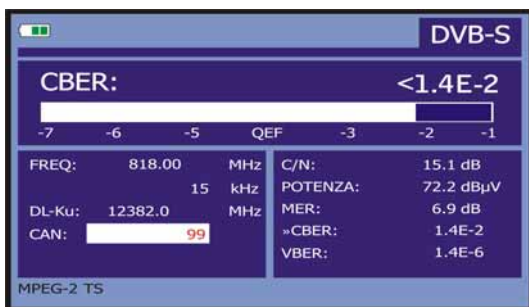 DVB-S
CBER: <1.4E-2
-7 -6 -5 QEF -3 -2 -1
FREQ: 818.00 MHz
15 kHz
DL-Ku: 12382.0 MHz
CAN: 99
C/N: 15.1 dB
POTENZA: 72.2 dBµV
MER: 6.9 dB
»CBER: 1.4E-2
VBER: 1.4E-6
MPEG-2 TS